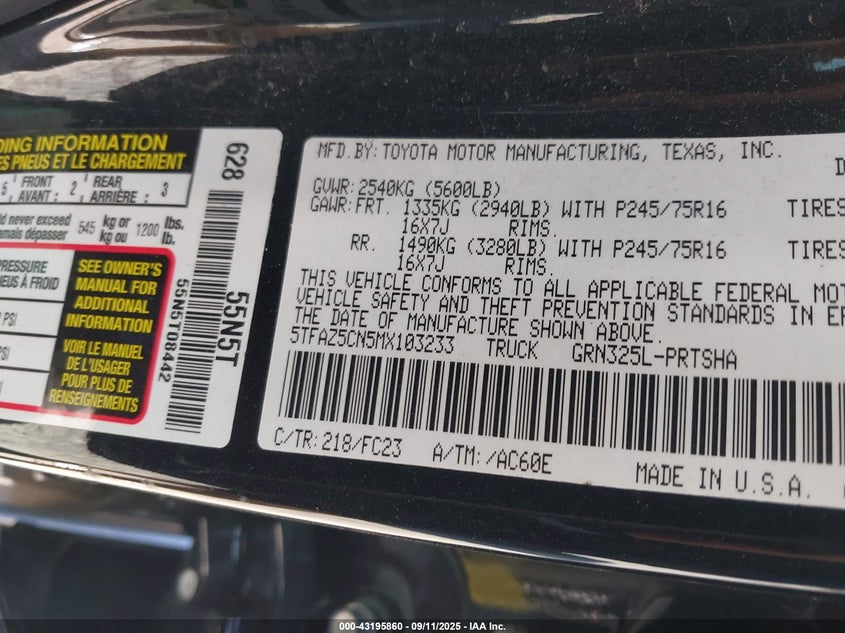 DING INFORMATION
ES PNEUS ET LE CHARGEMENT
5 FRONT AVANT : 2 REAR ARRIÈRE : 3
ld never exceed
amais dépasser 545 kg or kg ou 1200 lbs. lb.
PRESSURE
NEUS À FROID
PSI
SEE OWNER'S
MANUAL FOR
ADDITIONAL
INFORMATION
VOIR LE MANUEL
DE L'USAGER
POUR PLUS DE
RENSEIGNEMENTS
628
55N5T
55N5T08442
MFD.BY: TOYOTA MOTOR MANUFACTURING, TEXAS, INC.
D
GVWR: 2540KG (5600LB)
GAWR: FRT. 1335KG (2940LB) WITH P245/75R16 TIRES
16X7J RIMS.
RR. 1490KG (3280LB) WITH P245/75R16 TIRES
16X7J RIMS.
THIS VEHICLE CONFORMS TO ALL APPLICABLE FEDERAL MOT
VEHICLE SAFETY AND THEFT PREVENTION STANDARDS IN EF
THE DATE OF MANUFACTURE SHOWN ABOVE.
5TFAZ5CN5MX103233 TRUCK GRN325L-PRTSHA
C/TR: 218/FC23 A/TM: /AC60E
MADE IN U.S.A.
000-43195860 - 09/11/2025 - IAA Inc.